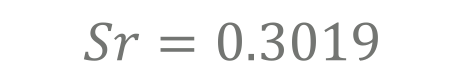 Sr = 0.3019